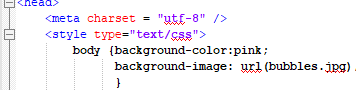 <head>
<meta charset = "utf-8" />
<style type="text/css">
body {background-color:pink;
background-image: url(bubbles.jpg)
}